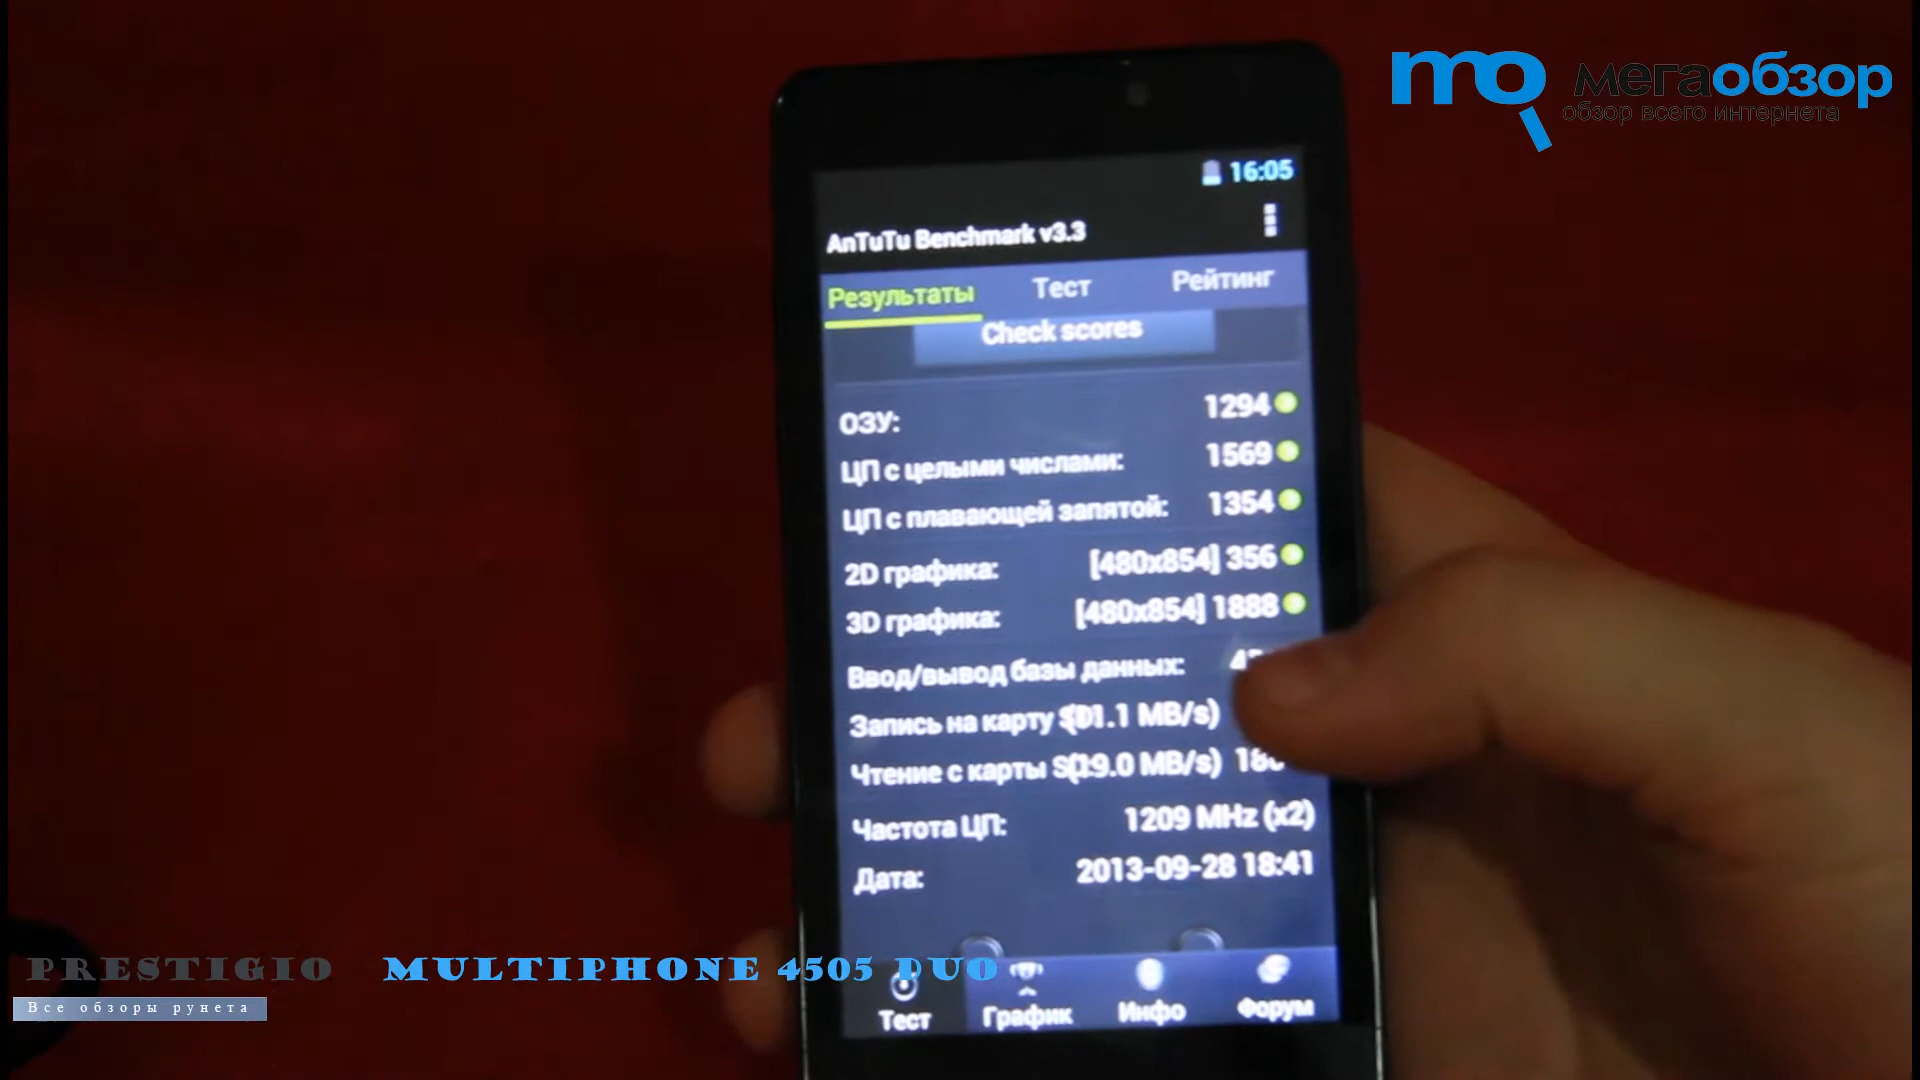 мегаобзор
обзор всего интернета
16:05
AnTuTu Benchmark v3.3
Результаты Тест Рейтинг
Check scores
ОЗУ: 1294
ЦП с целыми числами: 1569
ЦП с плавающей запятой: 1354
2D графика: [480x854] 356
3D графика: [480x854] 1888
Ввод/вывод базы данных:
Запись на карту MB/s)
Чтение с карты MB/s)
Частота ЦП: 1209 MHz (x2)
Дата: 2013-09-28 18:41
Тест График Инфо Форум
PRESTIGIO MULTIPHONE 4505 DUO
Все обзоры рунета